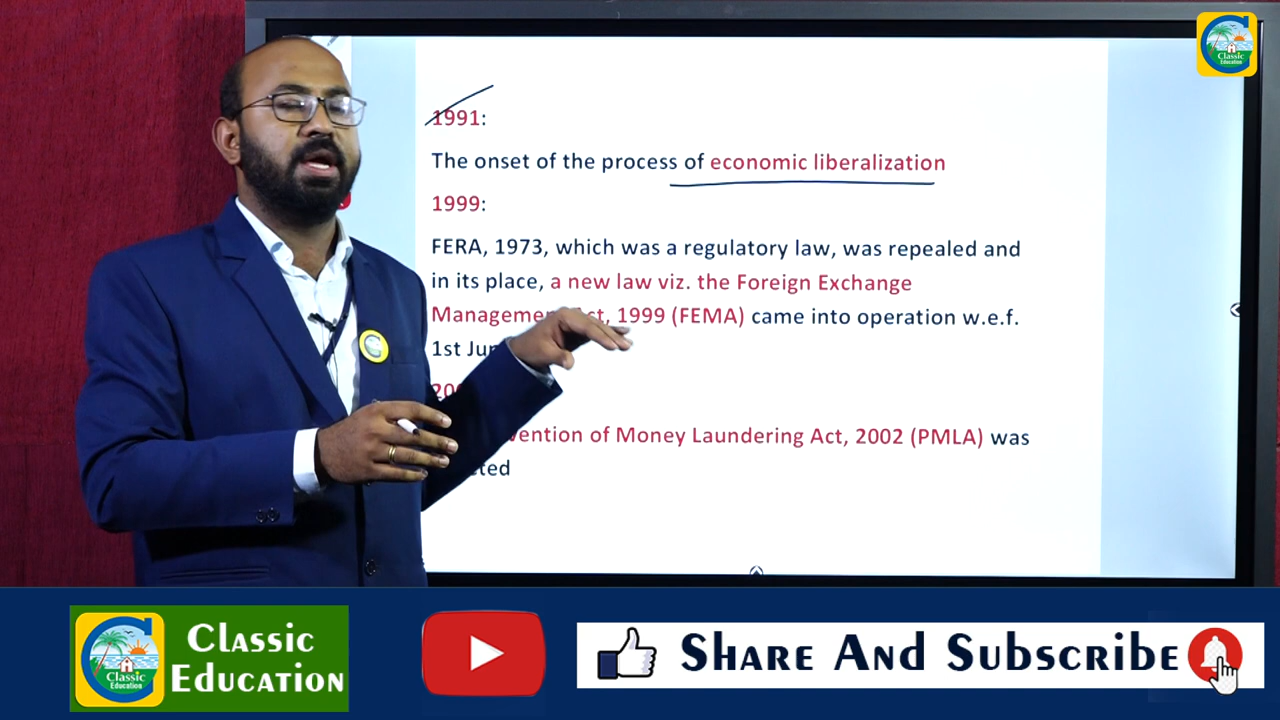 Classic
Education
1991:
The onset of the process of economic liberalization
1999:
FERA, 1973, which was a regulatory law, was repealed and
in its place, a new law viz. the Foreign Exchange
1999 (FEMA) came into operation w.e.f.
1st
of Money Laundering Act, 2002 (PMLA) was
Classic
Education
Classic
Education
Share And Subscribe